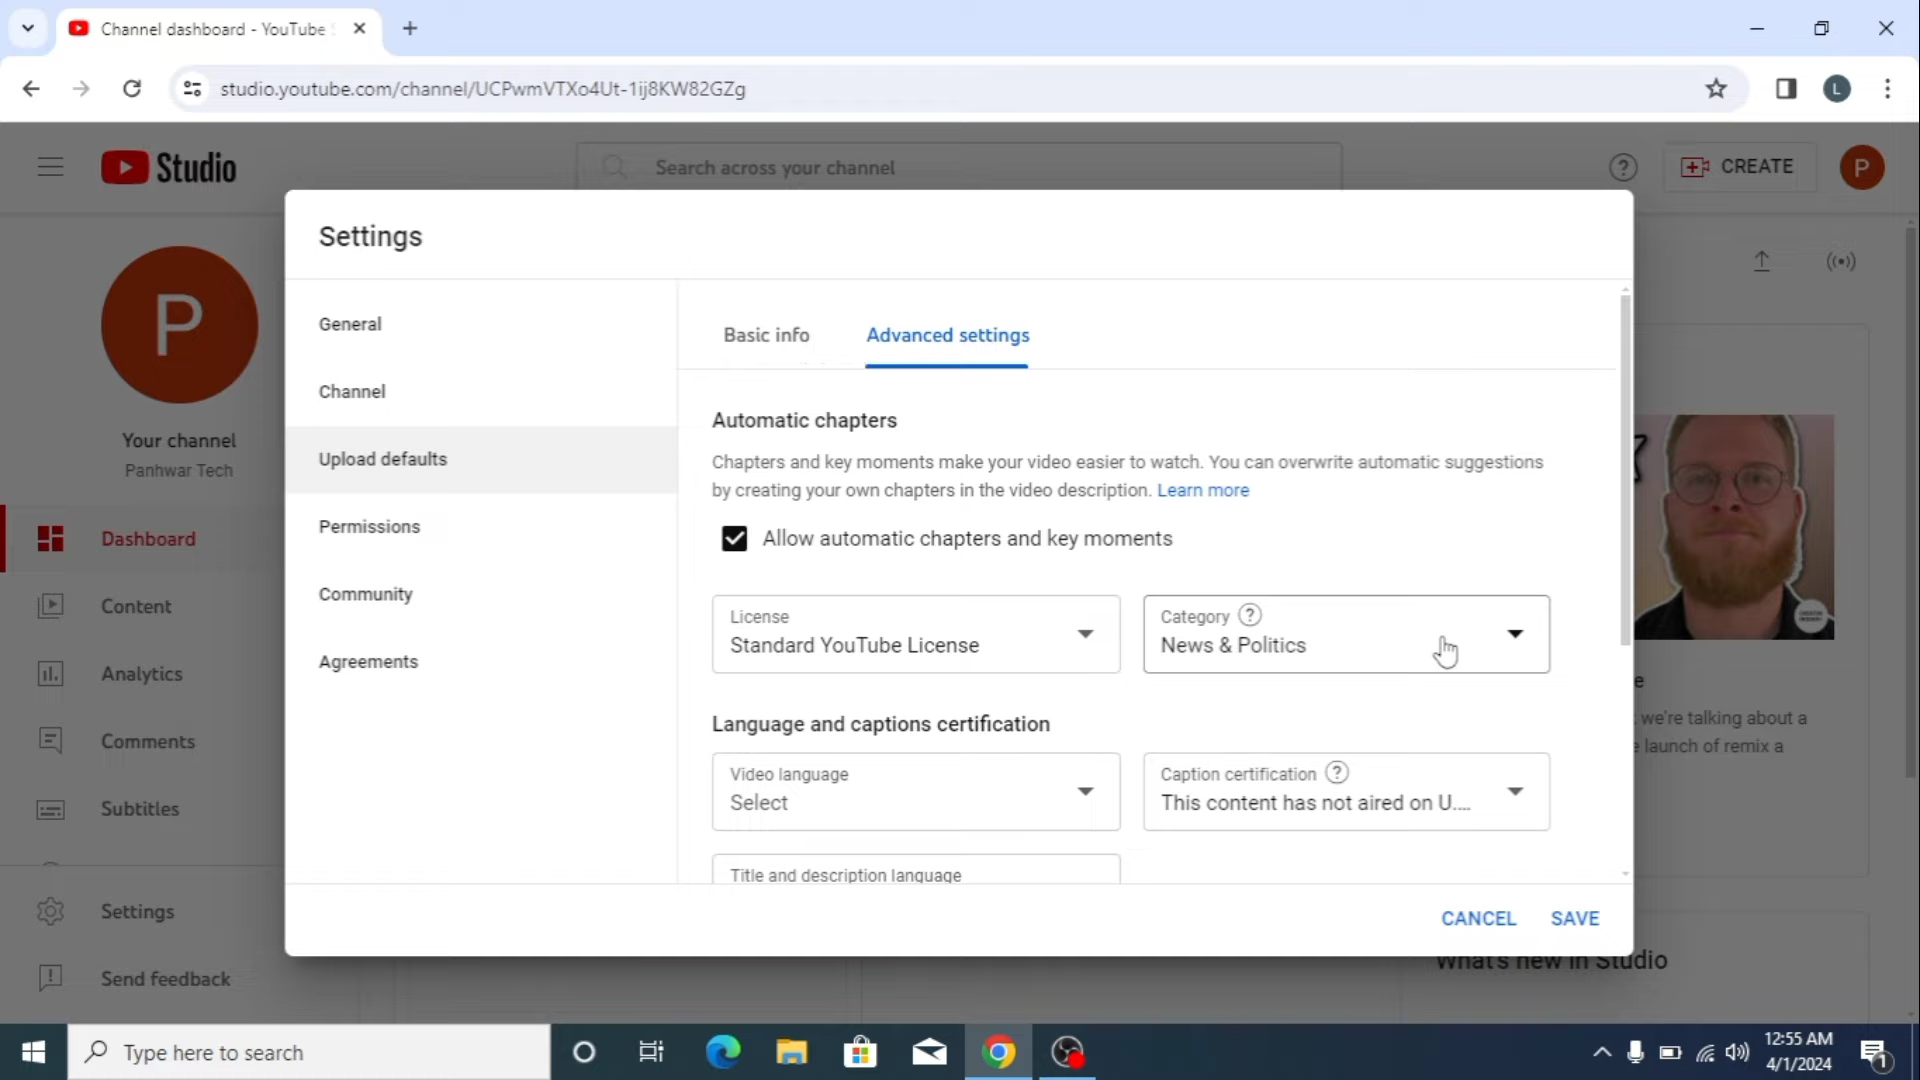 Channel dashboard - YouTube S
studio.youtube.com/channel/UCPwmVTXo4Ut-1ij8KW82GZg
L
Studio
Search across your channel
CREATE
P
P
Your channel
Panhwar Tech
Dashboard
Content
Analytics
Comments
Subtitles
Settings
Send feedback
Settings
General
Channel
Upload defaults
Permissions
Community
Agreements
Basic info
Advanced settings
Automatic chapters
Chapters and key moments make your video easier to watch. You can overwrite automatic suggestions
by creating your own chapters in the video description. Learn more
Allow automatic chapters and key moments
License
Standard YouTube License
Category
News & Politics
Language and captions certification
Video language
Select
Caption certification
This content has not aired on U....
Title and description language
CANCEL
SAVE
e
we're talking about a
e launch of remix a
What's new in Studio
Type here to search
12:55 AM
4/1/2024
1